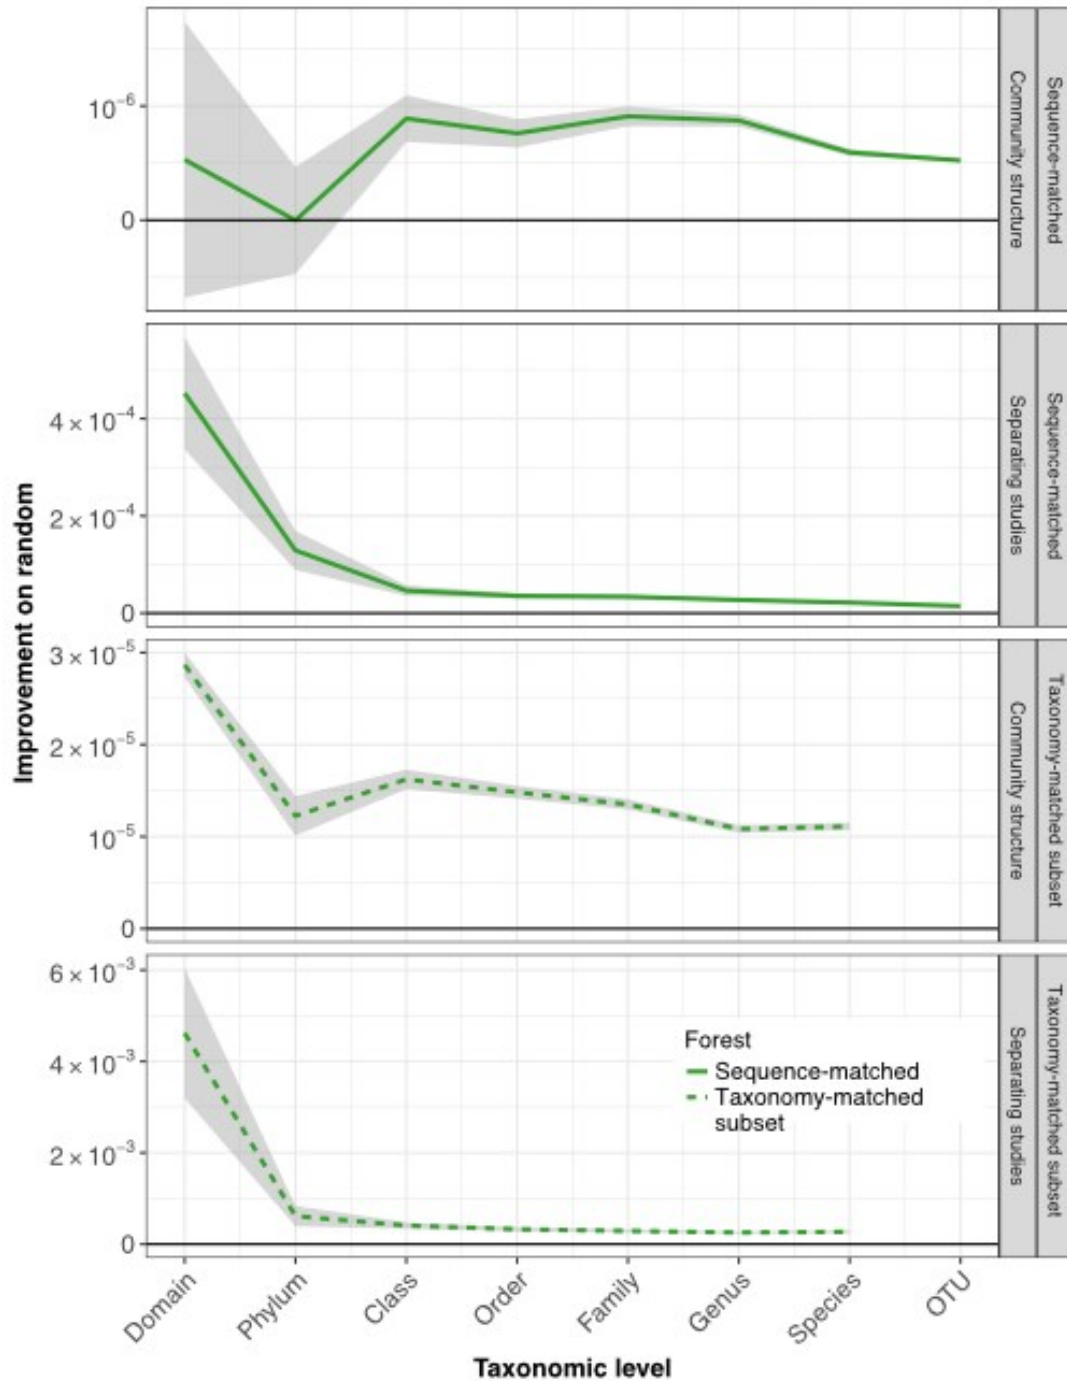 10⁻⁶
0
Community structure
Sequence-matched
4 × 10⁻⁴
2 × 10⁻⁴
0
Separating studies
Sequence-matched
Improvement on random
3 × 10⁻⁵
2 × 10⁻⁵
10⁻⁵
0
Community structure
Taxonomy-matched subset
6 × 10⁻³
4 × 10⁻³
2 × 10⁻³
0
Forest
Sequence-matched
Taxonomy-matched
subset
Separating studies
Taxonomy-matched subset
Domain
Phylum
Class
Order
Family
Genus
Species
OTU
Taxonomic level